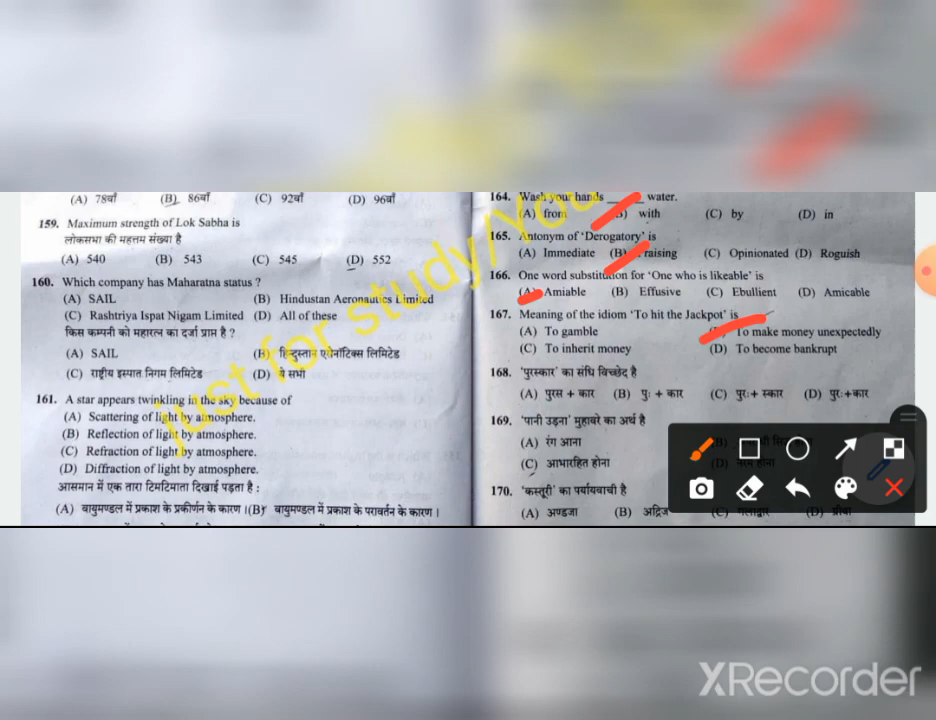 (A) 78वाँ (B) 86वाँ (C) 92वाँ (D) 96वाँ
159. Maximum strength of Lok Sabha is
लोकसभा की महत्तम संख्या है
(A) 540 (B) 543 (C) 545 (D) 552
160. Which company has Maharatna status ?
(A) SAIL (B) Hindustan Aeronautics Limited
(C) Rashtriya Ispat Nigam Limited (D) All of these
किस कम्पनी को महारत्न का दर्जा प्राप्त है ?
(A) SAIL (B) हिन्दुस्तान एरोनॉटिक्स लिमिटेड
(C) राष्ट्रीय इस्पात निगम लिमिटेड (D) ये सभी
161. A star appears twinkling in the sky because of
(A) Scattering of light by atmosphere.
(B) Reflection of light by atmosphere.
(C) Refraction of light by atmosphere.
(D) Diffraction of light by atmosphere.
आसमान में एक तारा टिमटिमाता दिखाई पड़ता है :
(A) वायुमण्डल में प्रकाश के प्रकीर्णन के कारण । (B) वायुमण्डल में प्रकाश के परावर्तन के कारण ।
164. Wash your hands ____ water.
(A) from (B) with (C) by (D) in
165. Antonym of 'Derogatory' is
(A) Immediate (B) raising (C) Opinionated (D) Roguish
166. One word substitution for 'One who is likeable' is
(A) Amiable (B) Effusive (C) Ebullient (D) Amicable
167. Meaning of the idiom 'To hit the Jackpot' is
(A) To gamble To make money unexpectedly
(C) To inherit money (D) To become bankrupt
168. 'पुरस्कार' का संधि विच्छेद है
(A) पुरस + कार (B) पुः + कार (C) पुरः+ स्कार (D) पुरः+कार
169. 'पानी उड़ना' मुहावरे का अर्थ है
(A) रंग आना (B)
(C) आभारहित होना (D) नरम होना
170. 'कस्तूरी' का पर्यायवाची है
(A) अण्डजा (B) अद्रिज (C) गलाद्वार (D) ग्रीवा
just for study/You
XRecorder